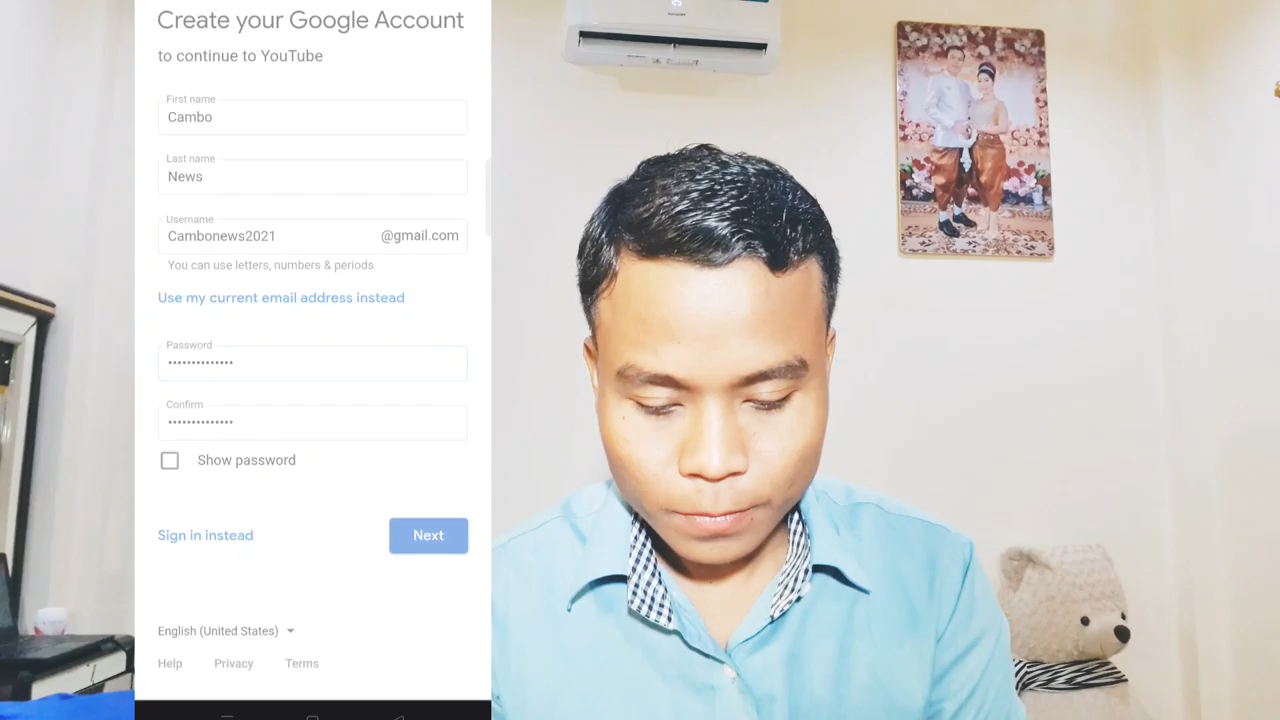 Create your Google Account
to continue to YouTube
First name
Cambo
Last name
News
Username
Cambonews2021
@gmail.com
You can use letters, numbers & periods
Use my current email address instead
Password
••••••••••••••
Confirm
••••••••••••••
Show password
Sign in instead
Next
English (United States)
Help
Privacy
Terms